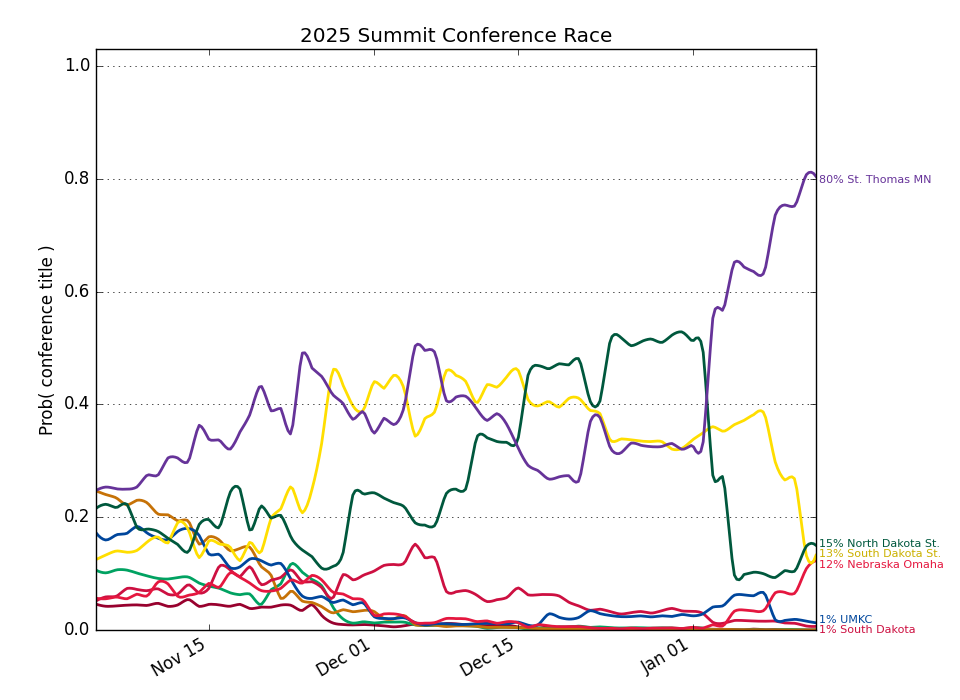 2025 Summit Conference Race
Prob( conference title )
1.0
0.8
0.6
0.4
0.2
0.0
Nov 15
Dec 01
Dec 15
Jan 01
80% St. Thomas MN
15% North Dakota St.
13% South Dakota St.
12% Nebraska Omaha
1% UMKC
1% South Dakota